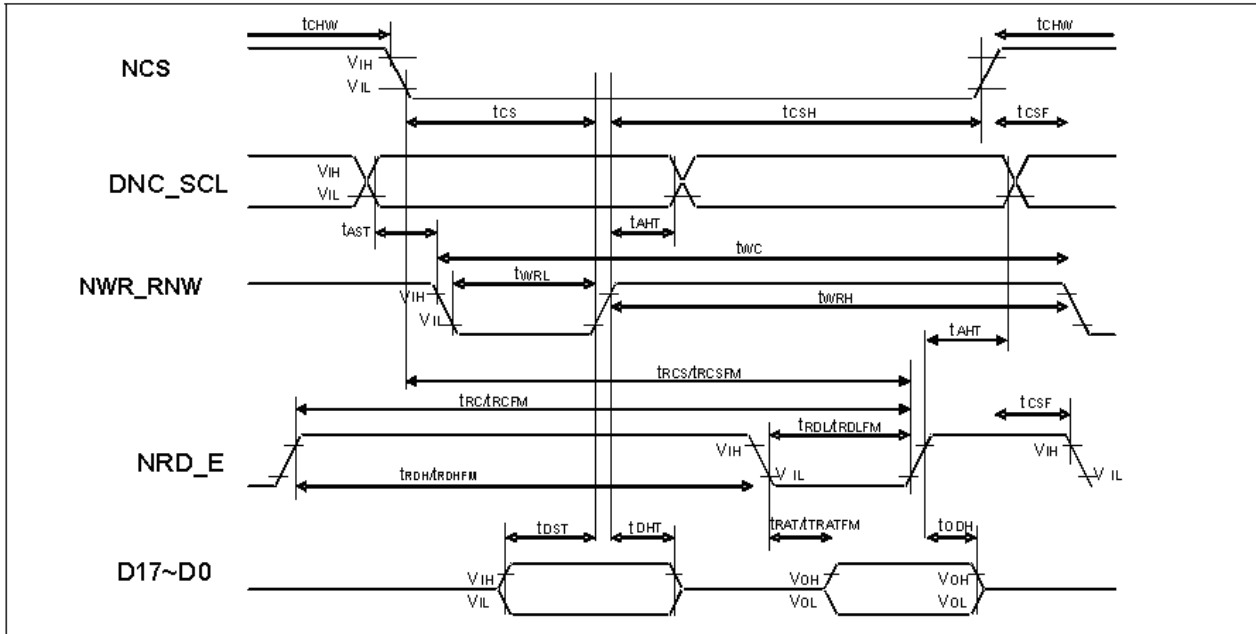 tCHW tCHW
NCS VIH
VIL
tCS tCSH tCSF
DNC_SCL VIH
VIL
tAST tAHT
tWC
NWR_RNW tWRL
VIH tWRH
VIL
tAHT
tRCS/tRCSFM
tRC/tRCFM tCSF
tRDL/tRDLFM
NRD_E VIH VIH
VIL VIL
tRDH/tRDHFM
tDST tDHT tRAT/tTRATFM tODH
D17~D0 VIH VOH VOH
VIL VOL VOL